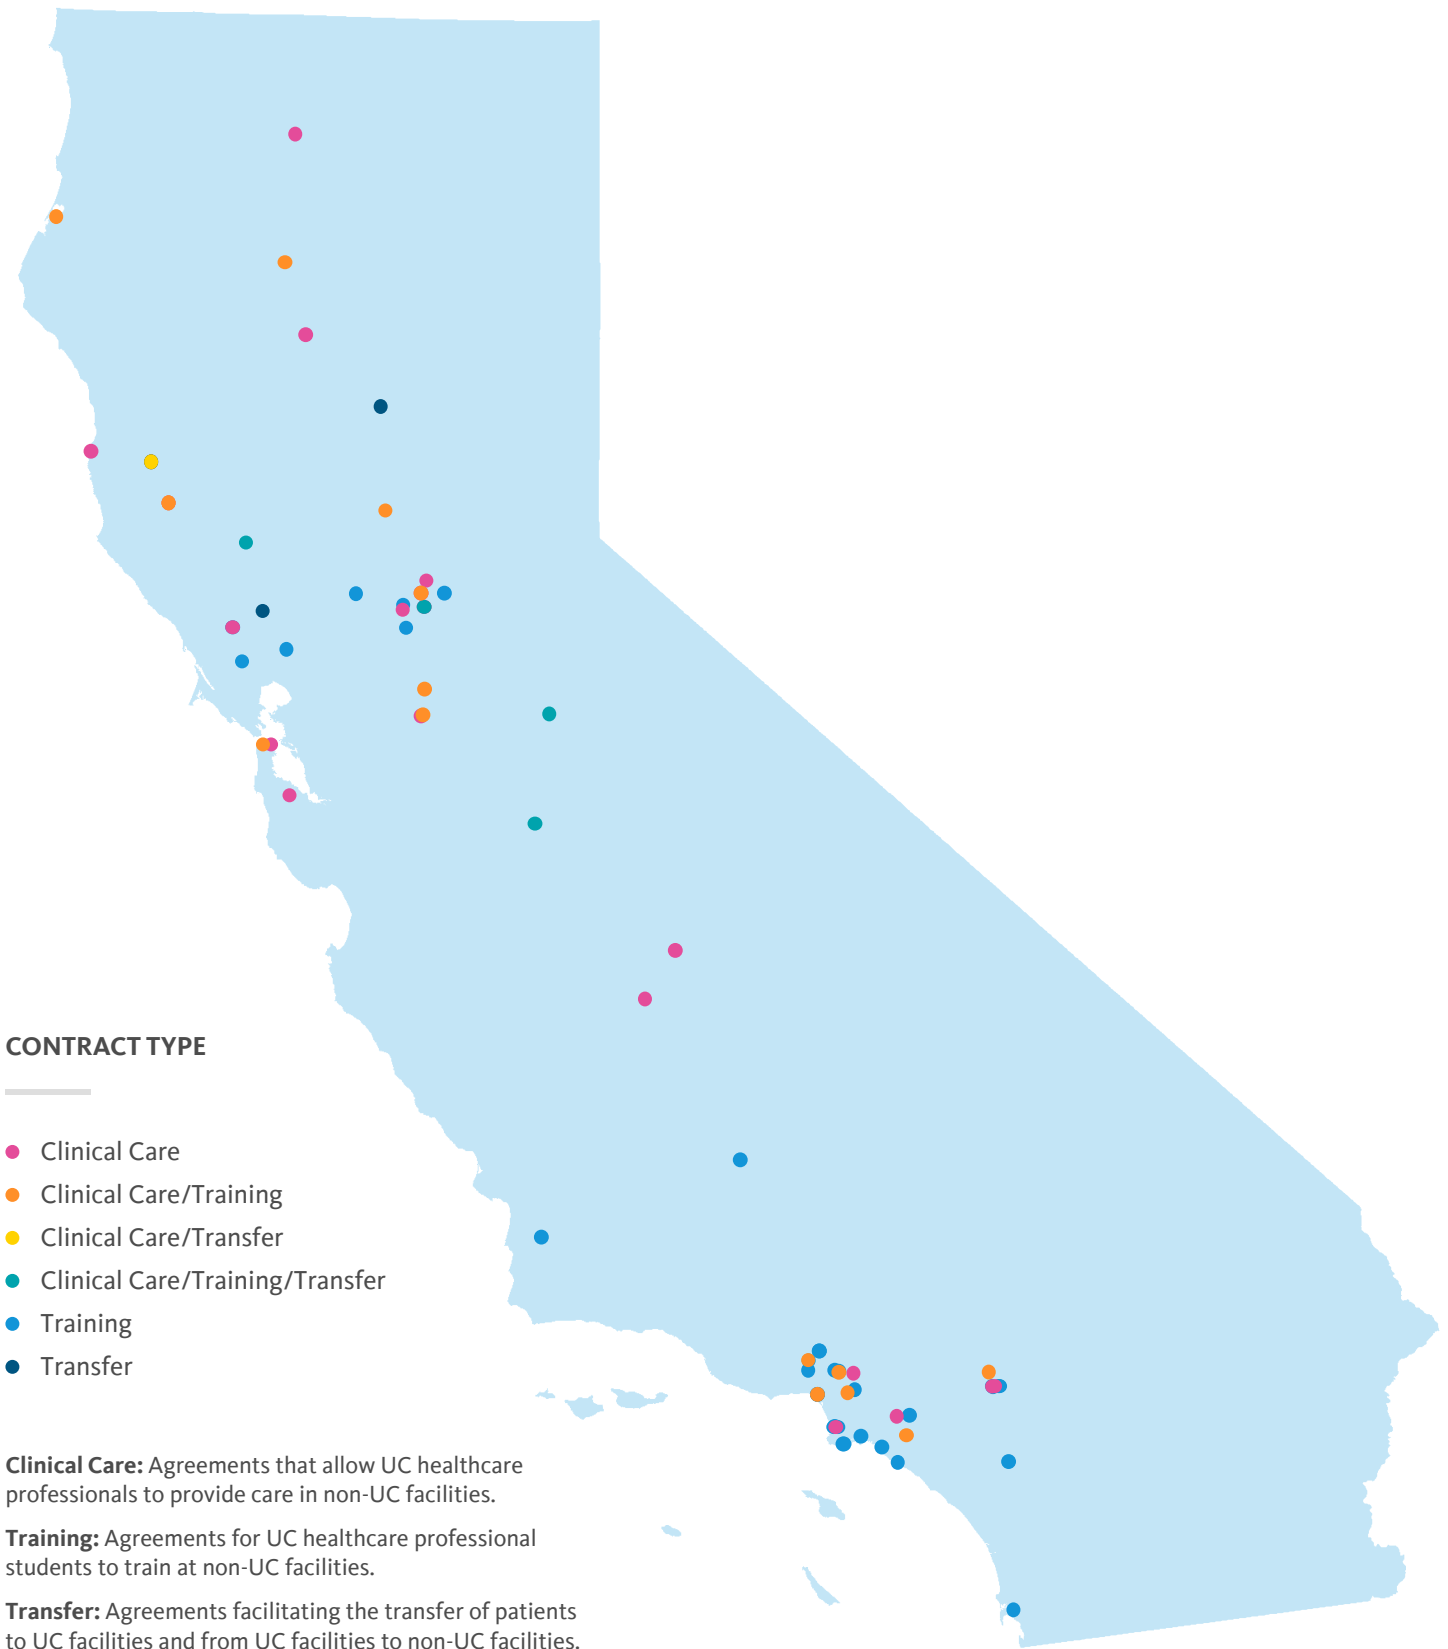 CONTRACT TYPE
Clinical Care
Clinical Care/Training
Clinical Care/Transfer
Clinical Care/Training/Transfer
Training
Transfer
Clinical Care: Agreements that allow UC healthcare
professionals to provide care in non-UC facilities.
Training: Agreements for UC healthcare professional
students to train at non-UC facilities.
Transfer: Agreements facilitating the transfer of patients
to UC facilities and from UC facilities to non-UC facilities.